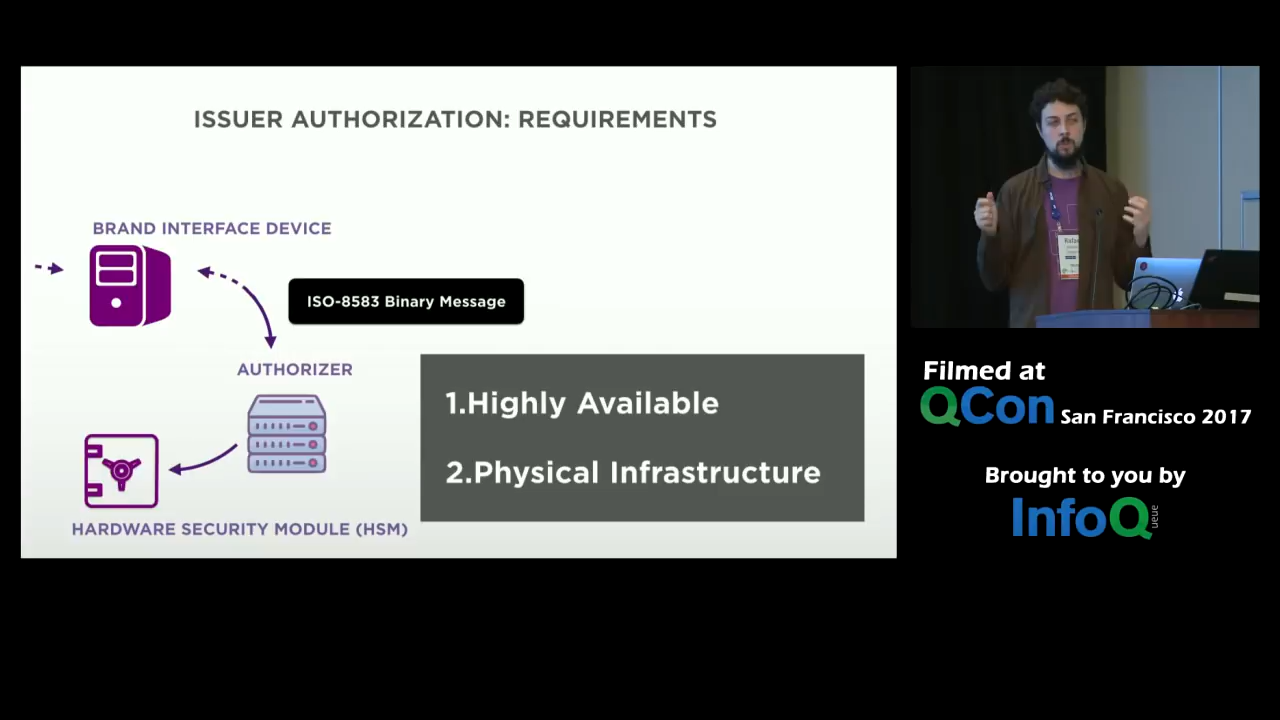 ISSUER AUTHORIZATION: REQUIREMENTS
BRAND INTERFACE DEVICE
ISO-8583 Binary Message
AUTHORIZER
1.Highly Available
2.Physical Infrastructure
HARDWARE SECURITY MODULE (HSM)
Filmed at
QCon San Francisco 2017
Brought to you by
InfoQ
ueue